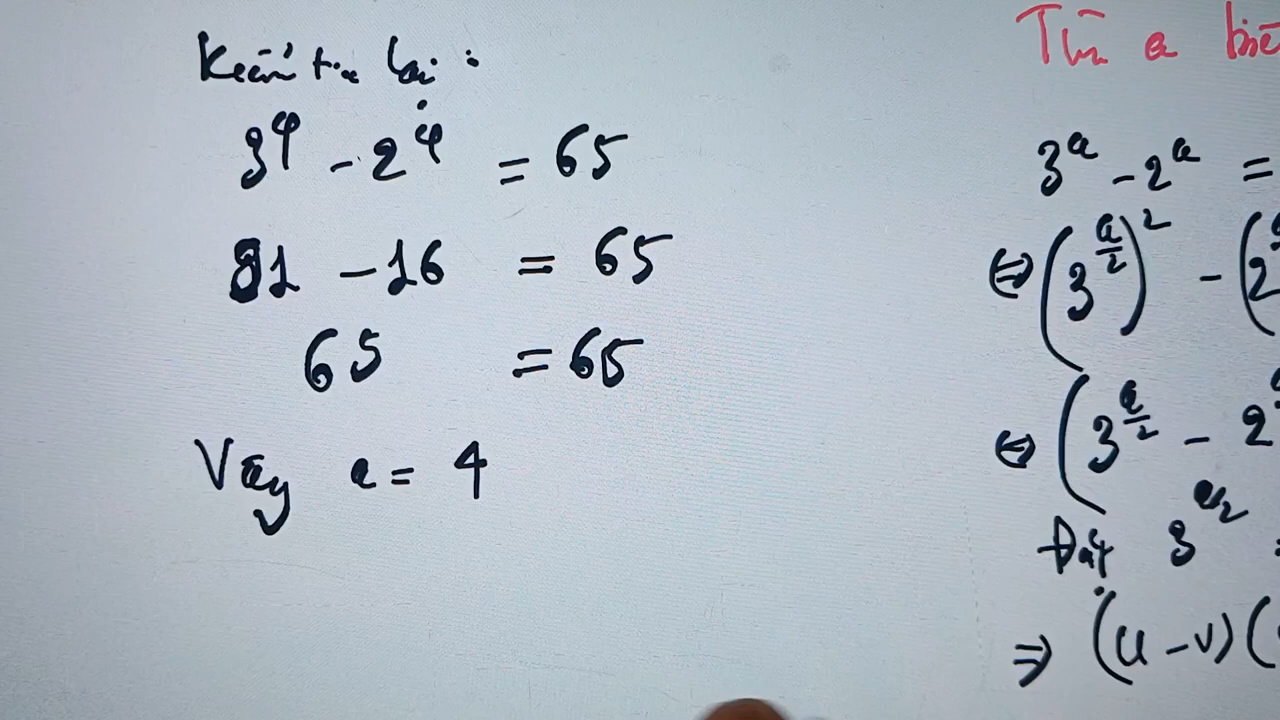 Kiểm tra lại :
3⁴ - 2⁴ = 65
81 - 16 = 65
65 = 65
Vậy a = 4
Tìm a
3ᵃ - 2ᵃ =
⇔ (3^(a/2))² - (2
⇔ (3^(a/2) - 2
Đặt 3^(a/2)
⇒ (u - v)(